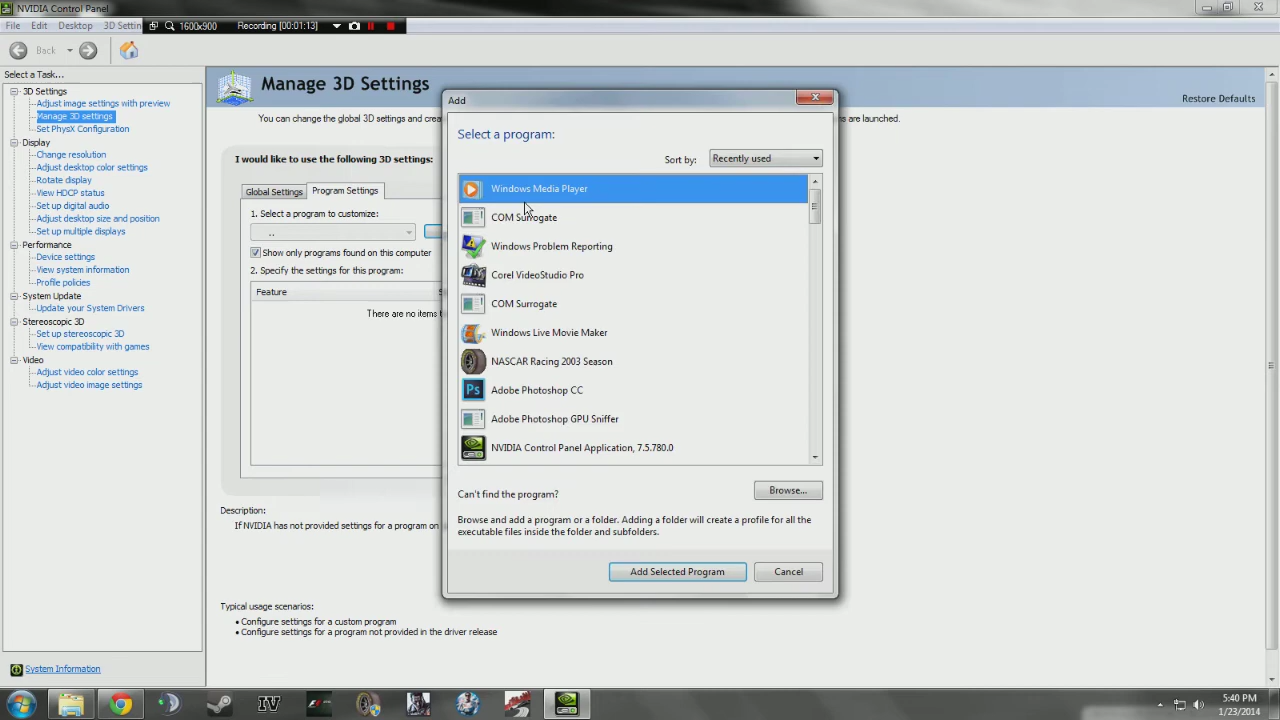 NVIDIA Control Panel
File Edit Desktop 3D Settin
1600x900 Recording [00:01:13]
Back
Select a Task...
3D Settings
Adjust image settings with preview
Manage 3D settings
Set PhysX Configuration
Display
Change resolution
Adjust desktop color settings
Rotate display
View HDCP status
Set up digital audio
Adjust desktop size and position
Set up multiple displays
Performance
Device settings
View system information
Profile policies
System Update
Update your System Drivers
Stereoscopic 3D
Set up stereoscopic 3D
View compatibility with games
Video
Adjust video color settings
Adjust video image settings
System Information
Manage 3D Settings
Restore Defaults
You can change the global 3D settings and crea
are launched.
I would like to use the following 3D settings:
Global Settings Program Settings
1. Select a program to customize:
..
Show only programs found on this computer
2. Specify the settings for this program:
Feature
There are no items t
Description:
If NVIDIA has not provided settings for a program on
Typical usage scenarios:
• Configure settings for a custom program
• Configure settings for a program not provided in the driver release
Add
Select a program:
Sort by: Recently used
Windows Media Player
COM Surrogate
Windows Problem Reporting
Corel VideoStudio Pro
COM Surrogate
Windows Live Movie Maker
NASCAR Racing 2003 Season
Ps Adobe Photoshop CC
Adobe Photoshop GPU Sniffer
NVIDIA Control Panel Application, 7.5.780.0
Can't find the program? Browse...
Browse and add a program or a folder. Adding a folder will create a profile for all the
executable files inside the folder and subfolders.
Add Selected Program Cancel
IV
5:40 PM
1/23/2014